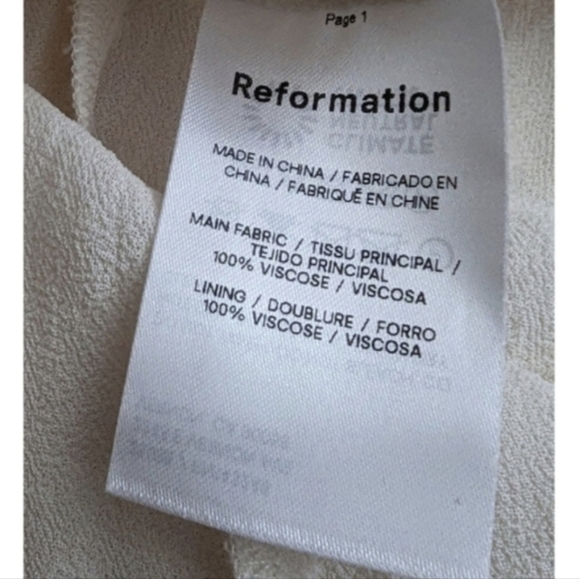 Page 1
Reformation
MADE IN CHINA / FABRICADO EN
CHINA / FABRIQUÉ EN CHINE
MAIN FABRIC / TISSU PRINCIPAL /
TEJIDO PRINCIPAL
100% VISCOSE / VISCOSA
LINING / DOUBLURE / FORRO
100% VISCOSE / VISCOSA